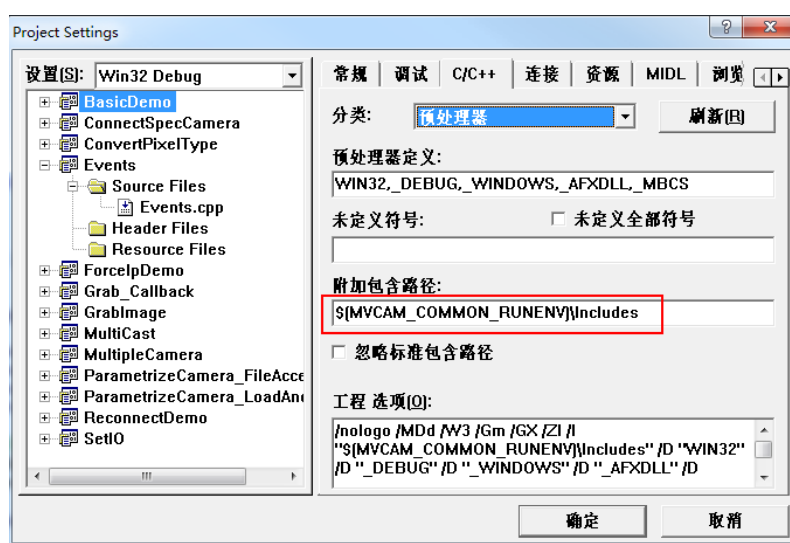 Project Settings
设置[S]: Win32 Debug
BasicDemo
ConnectSpecCamera
ConvertPixelType
Events
Source Files
Events.cpp
Header Files
Resource Files
ForceIpDemo
Grab_Callback
GrabImage
MultiCast
MultipleCamera
ParametrizeCamera_FileAcce
ParametrizeCamera_LoadAn
ReconnectDemo
SetIO
常规 调试 C/C++ 连接 资源 MIDL 浏览
分类: 预处理器 刷新[R]
预处理器定义:
WIN32,_DEBUG,_WINDOWS,_AFXDLL,_MBCS
未定义符号: 未定义全部符号
附加包含路径:
$(MVCAM_COMMON_RUNENV)\Includes
忽略标准包含路径
工程 选项[O]:
/nologo /MDd /W3 /Gm /GX /ZI /I
"$(MVCAM_COMMON_RUNENV)\Includes" /D "WIN32"
/D "_DEBUG" /D "_WINDOWS" /D "_AFXDLL" /D
确定 取消